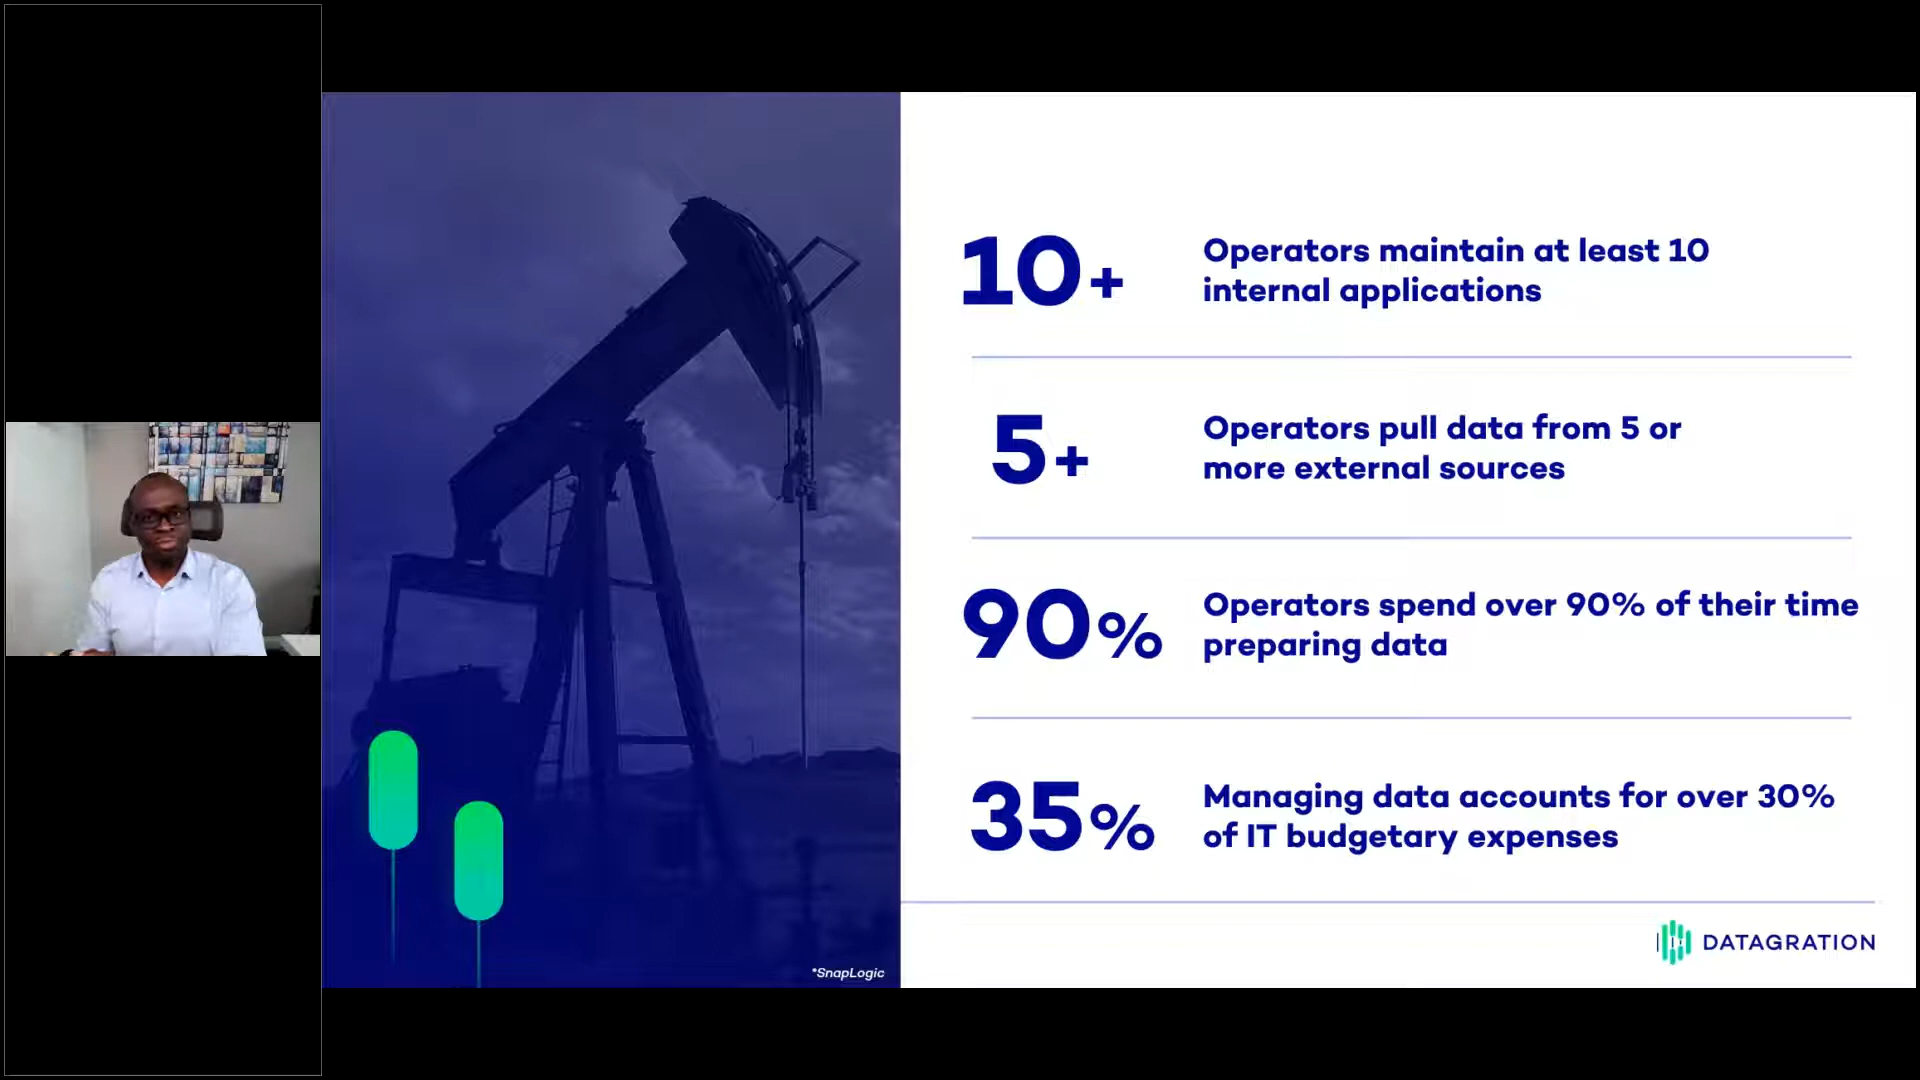 10+
Operators maintain at least 10
internal applications
5+
Operators pull data from 5 or
more external sources
90%
Operators spend over 90% of their time
preparing data
35%
Managing data accounts for over 30%
of IT budgetary expenses
*SnapLogic
DATAGRATION